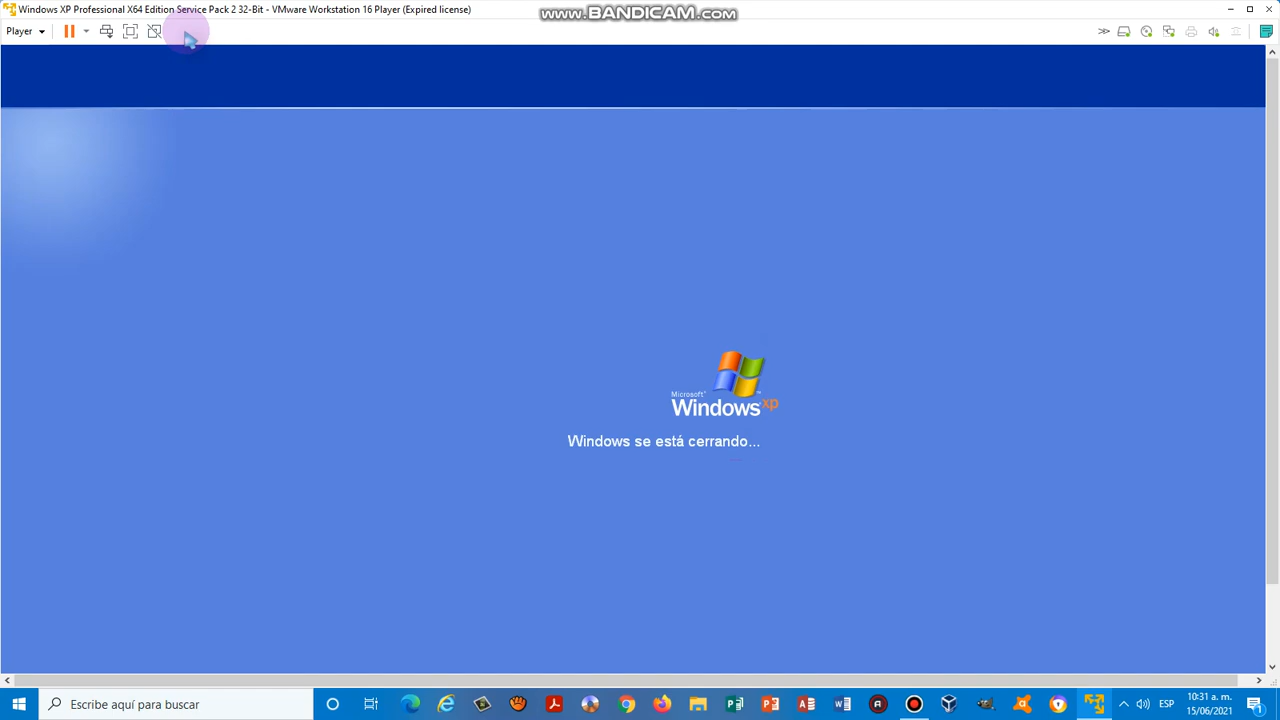 Windows XP Professional X64 Edition Service Pack 2 32-Bit - VMware Workstation 16 Player (Expired license)
WWW.BANDICAM.COM
Player
Microsoft
Windows xp
Windows se está cerrando...
Escribe aquí para buscar
ESP
10:31 a. m.
15/06/2021
1